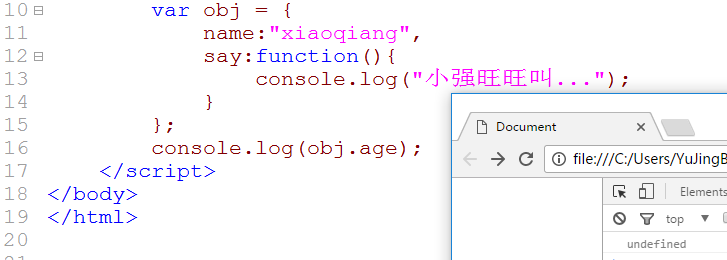 10 var obj = {
11 name:"xiaoqiang",
12 say:function(){
13 console.log("小强旺旺叫...");
14 }
15 };
16 console.log(obj.age);
17 </script>
18 </body>
19 </html>
20
Document
file:///C:/Users/YuJingB
Elements
top
undefined